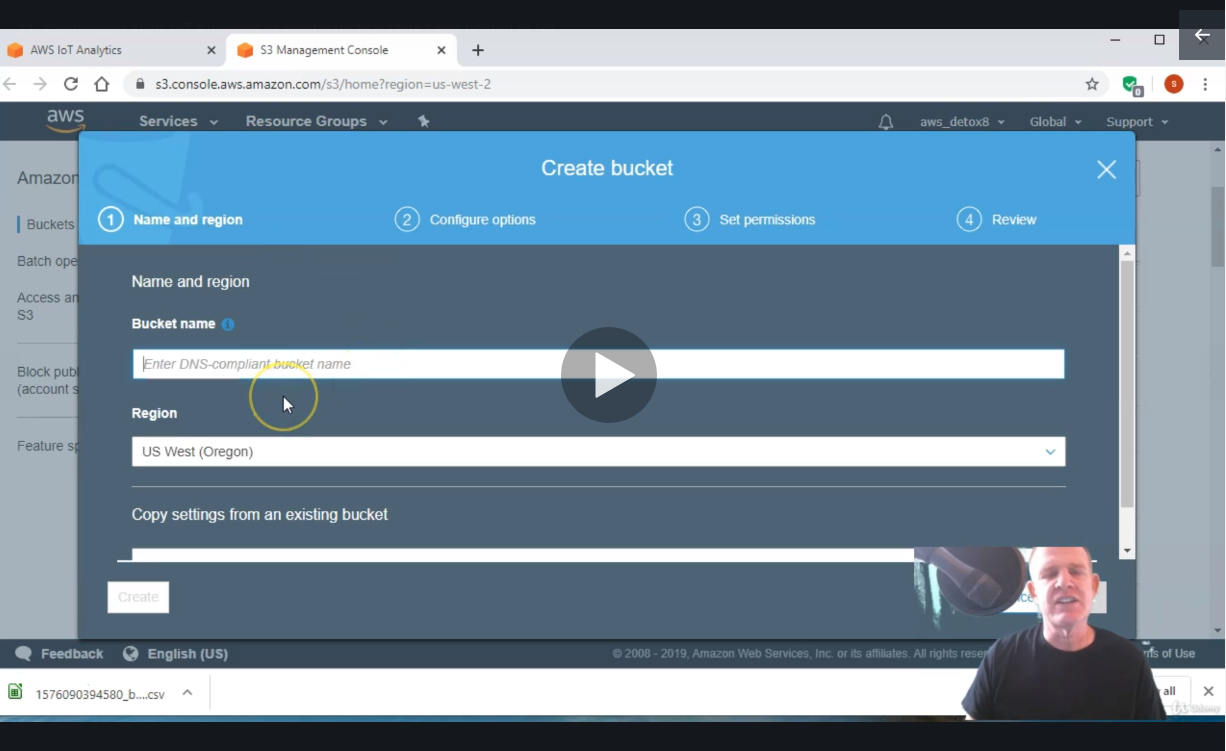 AWS IoT Analytics
S3 Management Console
s3.console.aws.amazon.com/s3/home?region=us-west-2
0
s
aws
Services
Resource Groups
aws_detox8
Global
Support
Create bucket
1 Name and region
2 Configure options
3 Set permissions
4 Review
Amazon
Buckets
Batch ope
Access an
S3
Block publ
(account s
Feature sp
Name and region
Bucket name
Enter DNS-compliant bucket name
Region
US West (Oregon)
Copy settings from an existing bucket
Create
Feedback
English (US)
© 2008 - 2019, Amazon Web Services, Inc. or its affiliates. All rights reser
ms of Use
1576090394580_b....csv
all
Udemy